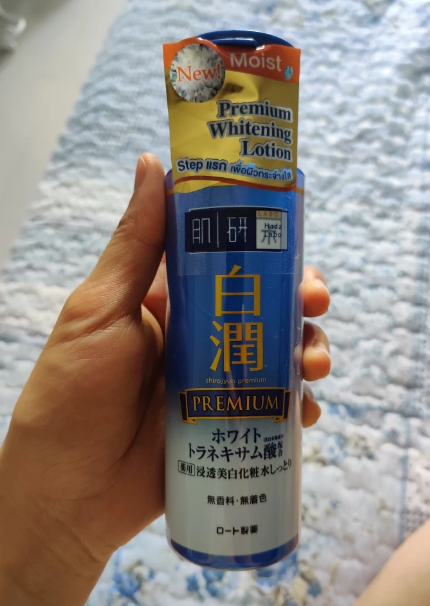 New!
Moist
Premium
Whitening
Lotion
Step แรก เพื่อผิวกระจ่างใส
肌研
Hada
Labo
白潤
shirojyun premium
PREMIUM
ホワイト
トラネキサム酸配合
薬用 浸透美白化粧水しっとり
無香料・無着色
ロート製薬